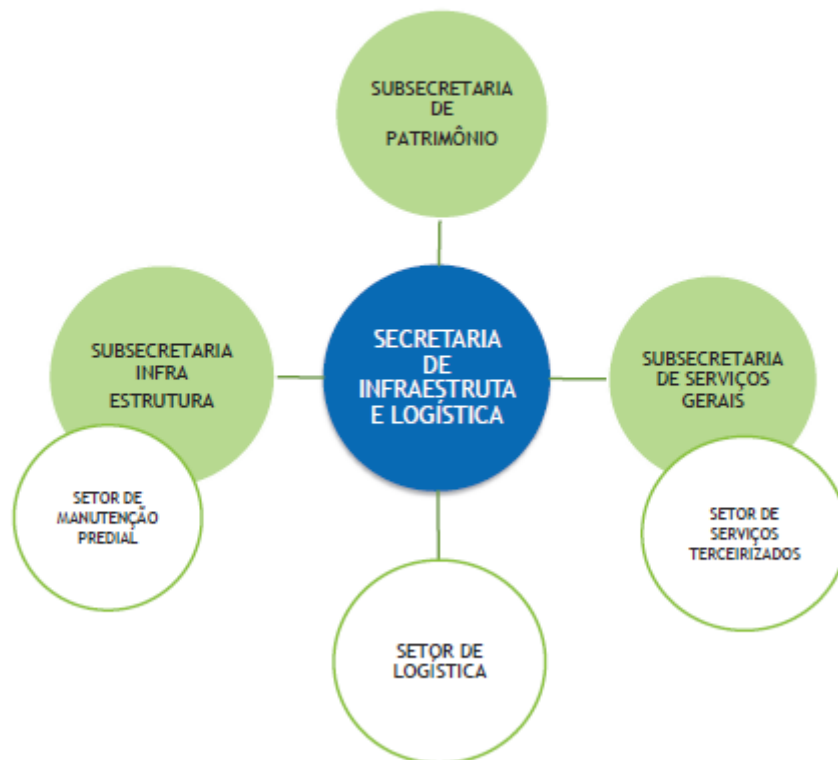 SUBSECRETARIA
DE
PATRIMÔNIO
SUBSECRETARIA
INFRA
ESTRUTURA
SECRETARIA
DE
INFRAESTRUTA
E LOGÍSTICA
SUBSECRETARIA
DE SERVIÇOS
GERAIS
SETOR DE
MANUTENÇÃO
PREDIAL
SETOR DE
SERVIÇOS
TERCEIRIZADOS
SETOR DE
LOGÍSTICA